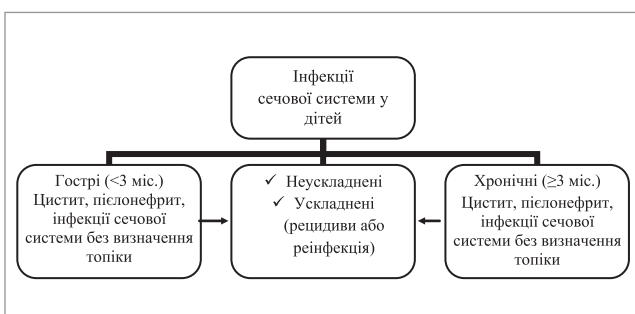 Інфекції
сечової системи у
дітей
Гострі (<3 міс.)
Цистит, пієлонефрит,
інфекції сечової
системи без визначення
топіки
✓ Неускладнені
✓ Ускладнені
(рецидиви або
реінфекція)
Хронічні (≥3 міс.)
Цистит, пієлонефрит,
інфекції сечової
системи без визначення
топіки